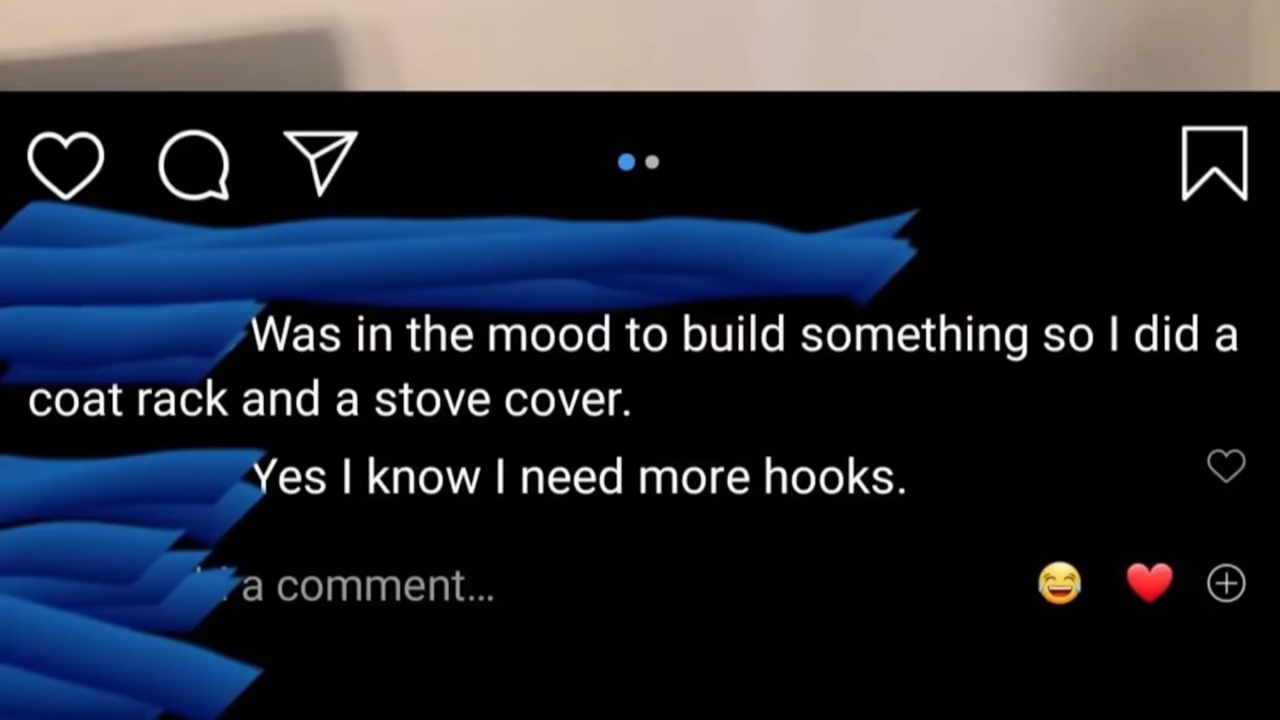 Was in the mood to build something so I did a
coat rack and a stove cover.
Yes I know I need more hooks.
a comment...